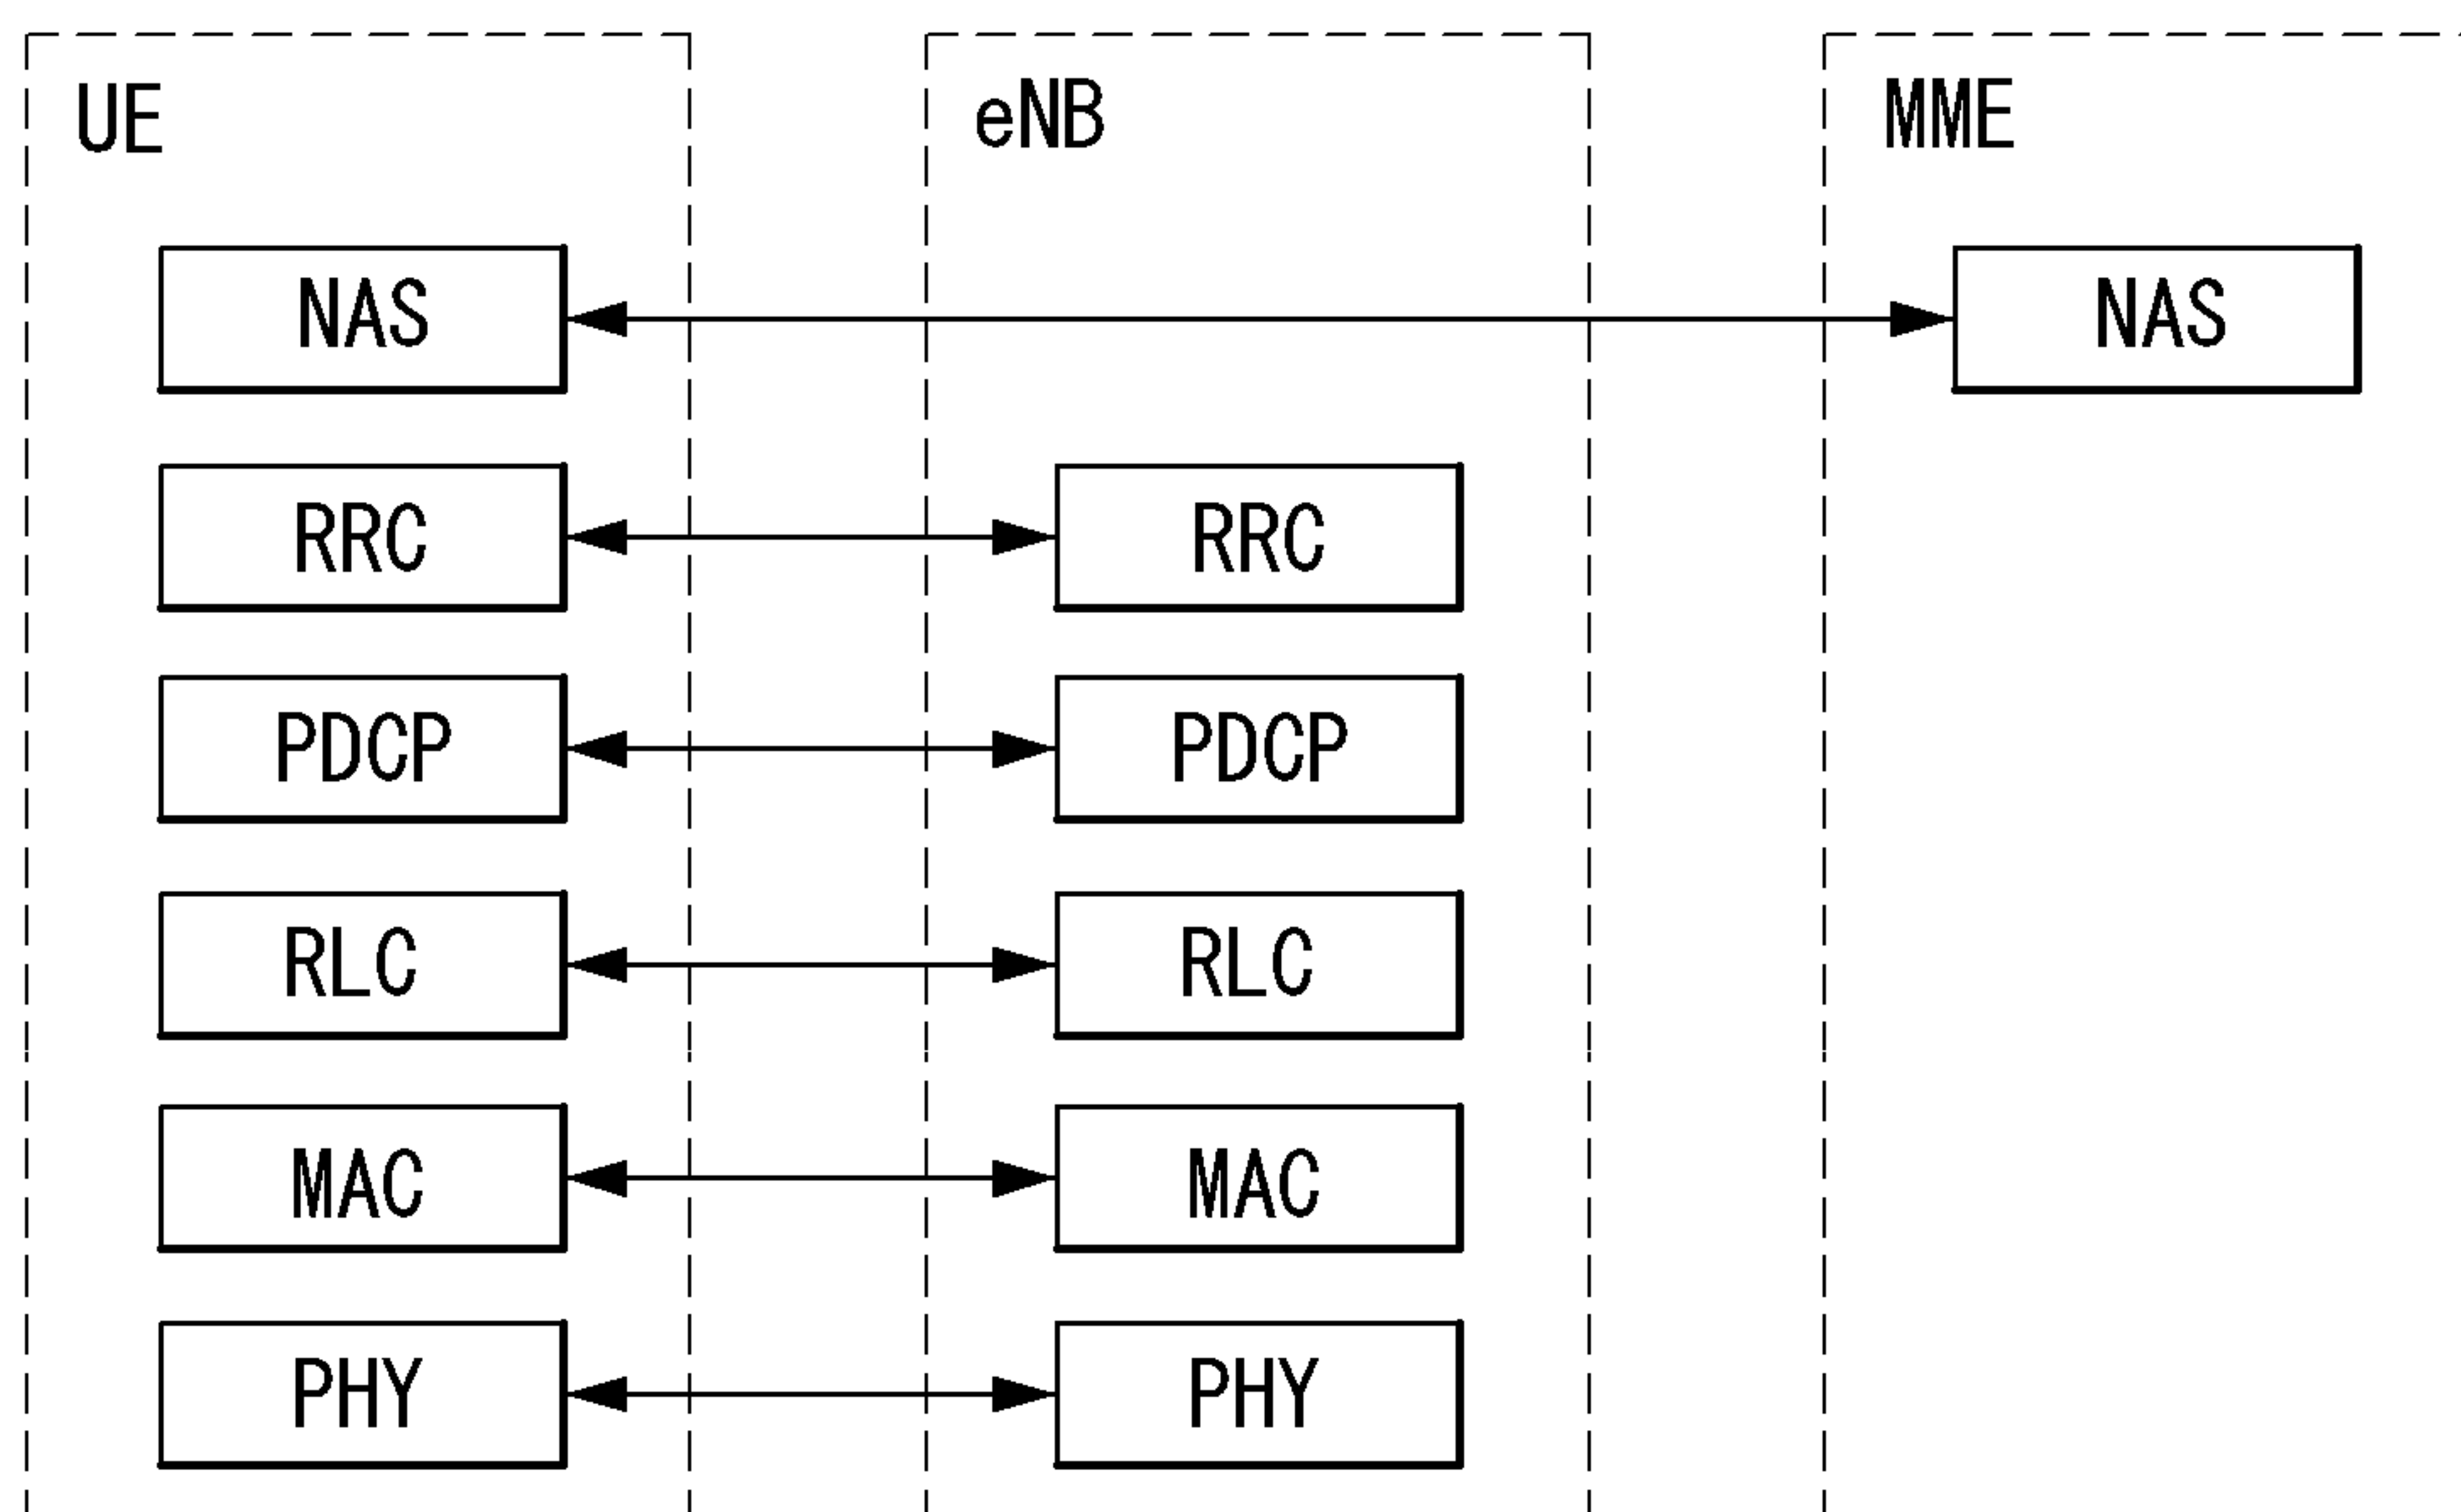 UE eNB MME
NAS NAS
RRC RRC
PDCP PDCP
RLC RLC
MAC MAC
PHY PHY